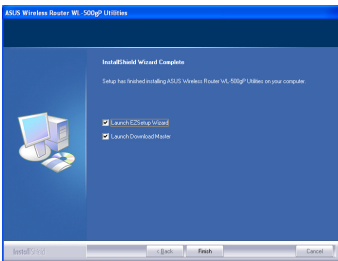 ASUS Wireless Router WL-500gP Utilities
InstallShield Wizard Complete
Setup has finished installing ASUS Wireless Router WL-500gP Utilities on your computer.
Launch EZSetup Wizard
Launch Download Master
InstallShield
< Back
Finish
Cancel